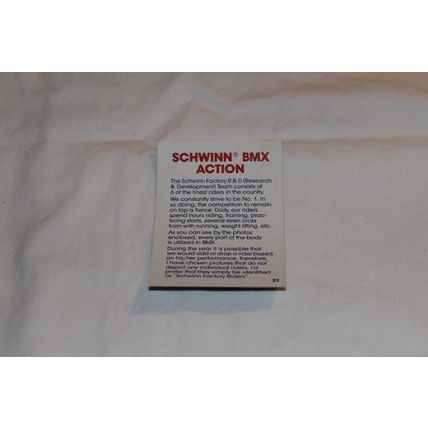 SCHWINN® BMX
ACTION
The Schwinn Factory R & D (Research
& Development) Team consists of
6 of the finest riders in the country.
We constantly strive to be No. 1. In
so doing, the competition to remain
on top is fierce. Daily, our riders
spend hours riding, training, prac-
ticing starts, several even cross
train with running, weight lifting, etc.
As you can see by the photos
enclosed, every part of the body
is utilized in BMX.
During the year it is possible that
we would add or drop a rider based
on his/her performance, therefore,
I have chosen pictures that do not
depict any individual riders. I'd
prefer that they simply be identified
as "Schwinn Factory Riders."
31